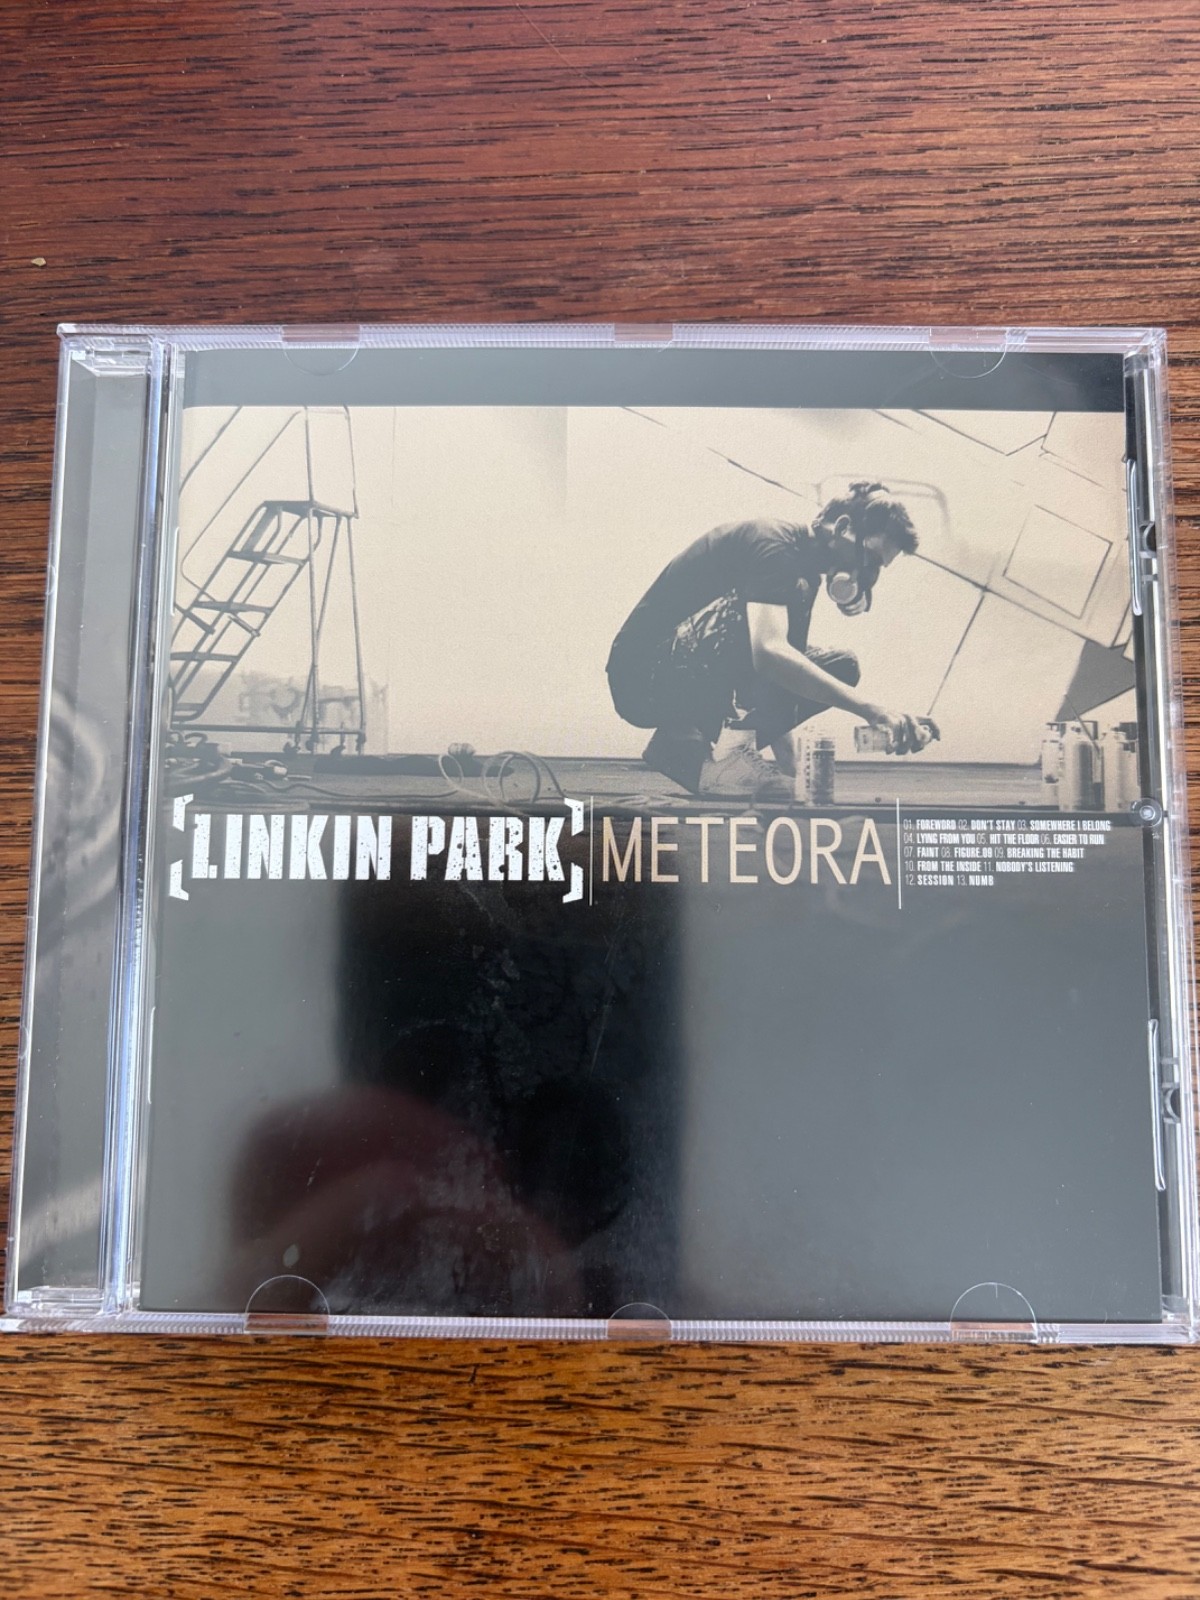 [LINKIN PARK]
METEORA
01. FOREWORD 02. DON'T STAY 03. SOMEWHERE I BELONG
04. LYING FROM YOU 05. HIT THE FLOOR 06. EASIER TO RUN
07. FAINT 08. FIGURE.09 09. BREAKING THE HABIT
10. FROM THE INSIDE 11. NOBODY'S LISTENING
12. SESSION 13. NUMB